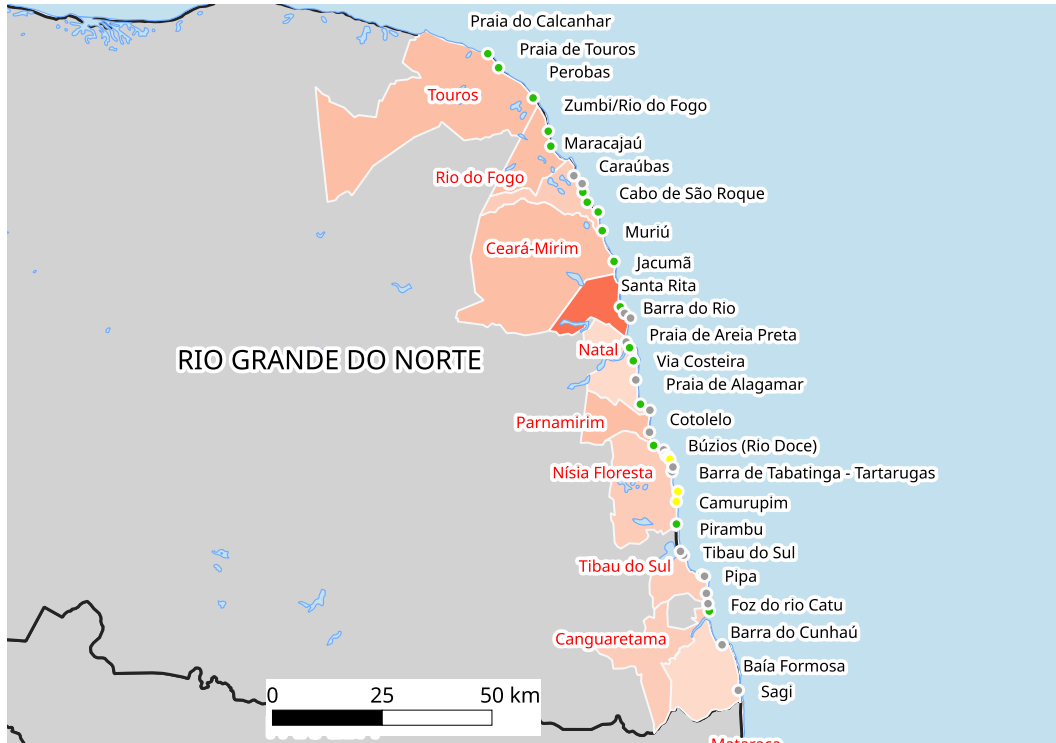 Praia do Calcanhar
Praia de Touros
Perobas
Touros
Zumbi/Rio do Fogo
Maracajaú
Caraúbas
Rio do Fogo
Cabo de São Roque
Muriú
Ceará-Mirim
Jacumã
Santa Rita
Barra do Rio
Praia de Areia Preta
Natal
RIO GRANDE DO NORTE
Via Costeira
Praia de Alagamar
Cotolelo
Parnamirim
Búzios (Rio Doce)
Nísia Floresta
Barra de Tabatinga - Tartarugas
Camurupim
Pirambu
Tibau do Sul
Tibau do Sul
Pipa
Foz do rio Catu
Barra do Cunhaú
Canguaretama
Baía Formosa
Sagi
0 25 50 km